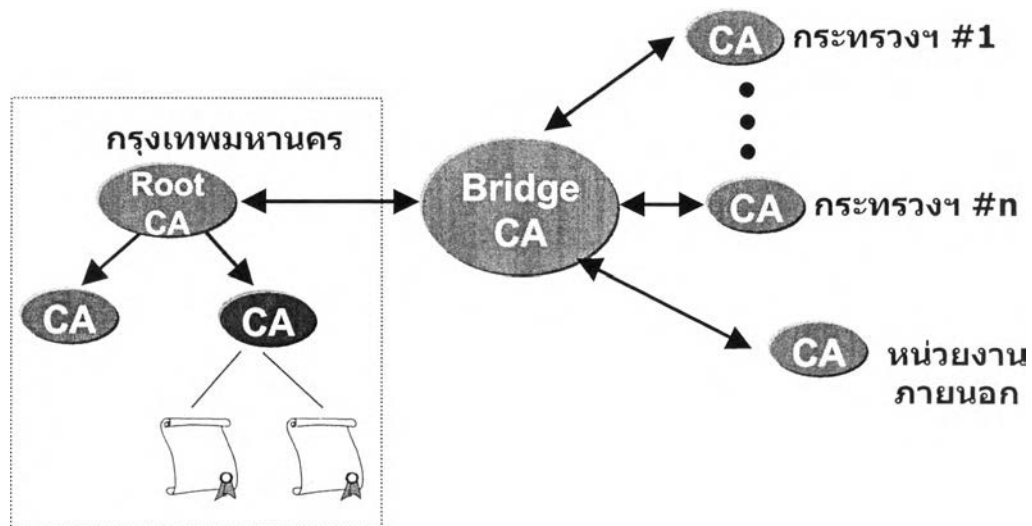 CA กระทรวงฯ #1
กรุงเทพมหานคร
Root
CA
Bridge
CA
CA กระทรวงฯ #n
CA
CA
CA หน่วยงาน
ภายนอก